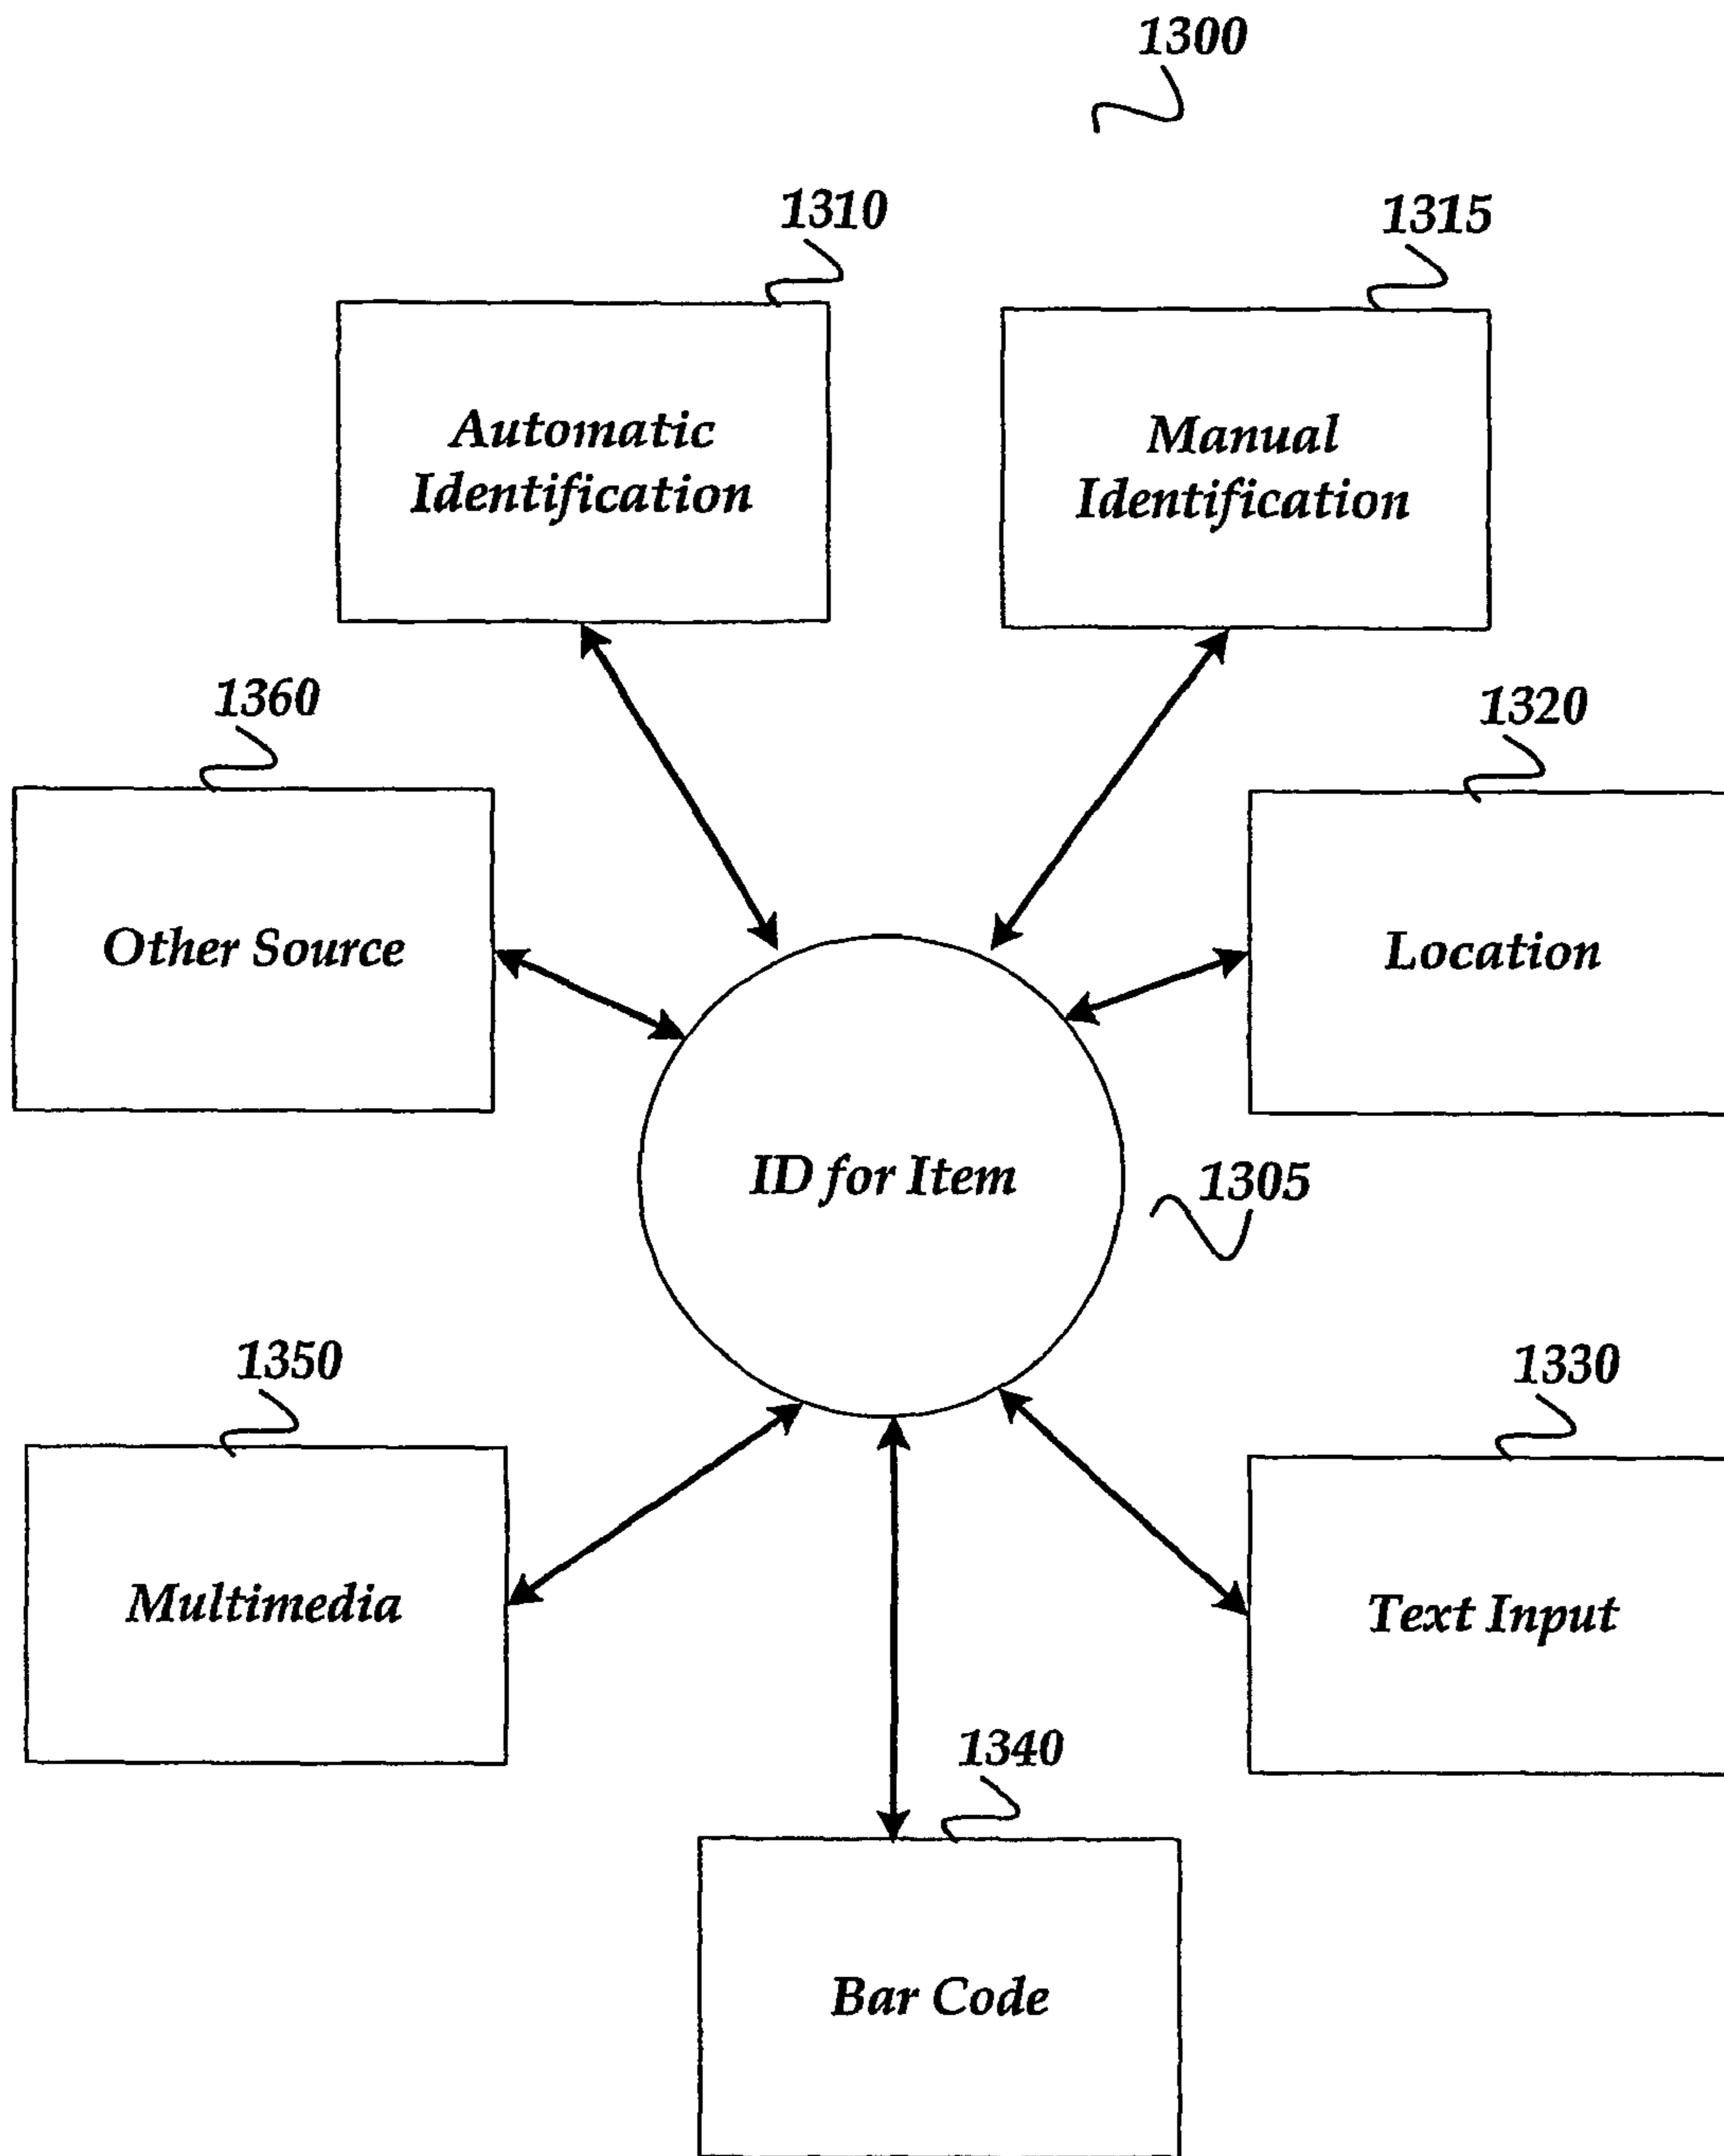 1300
1310
1315
Automatic
Identification
Manual
Identification
1360
1320
Other Source
Location
ID for Item
1305
1350
1330
Multimedia
Text Input
1340
Bar Code